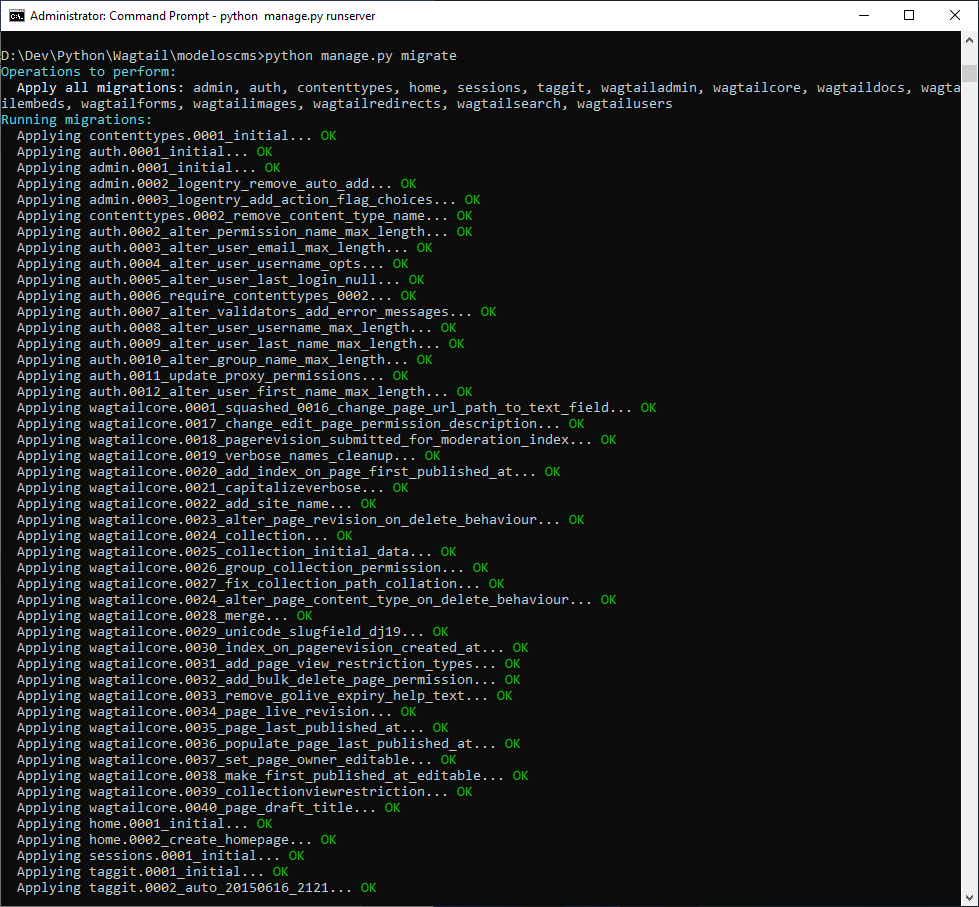 Administrator: Command Prompt - python  manage.py runserver
D:\Dev\Python\Wagtail\modeloscms>python manage.py migrate
Operations to perform:
  Apply all migrations: admin, auth, contenttypes, home, sessions, taggit, wagtailadmin, wagtailcore, wagtaildocs, wagta
ilembeds, wagtailforms, wagtailimages, wagtailredirects, wagtailsearch, wagtailusers
Running migrations:
  Applying contenttypes.0001_initial... OK
  Applying auth.0001_initial... OK
  Applying admin.0001_initial... OK
  Applying admin.0002_logentry_remove_auto_add... OK
  Applying admin.0003_logentry_add_action_flag_choices... OK
  Applying contenttypes.0002_remove_content_type_name... OK
  Applying auth.0002_alter_permission_name_max_length... OK
  Applying auth.0003_alter_user_email_max_length... OK
  Applying auth.0004_alter_user_username_opts... OK
  Applying auth.0005_alter_user_last_login_null... OK
  Applying auth.0006_require_contenttypes_0002... OK
  Applying auth.0007_alter_validators_add_error_messages... OK
  Applying auth.0008_alter_user_username_max_length... OK
  Applying auth.0009_alter_user_last_name_max_length... OK
  Applying auth.0010_alter_group_name_max_length... OK
  Applying auth.0011_update_proxy_permissions... OK
  Applying auth.0012_alter_user_first_name_max_length... OK
  Applying wagtailcore.0001_squashed_0016_change_page_url_path_to_text_field... OK
  Applying wagtailcore.0017_change_edit_page_permission_description... OK
  Applying wagtailcore.0018_pagerevision_submitted_for_moderation_index... OK
  Applying wagtailcore.0019_verbose_names_cleanup... OK
  Applying wagtailcore.0020_add_index_on_page_first_published_at... OK
  Applying wagtailcore.0021_capitalizeverbose... OK
  Applying wagtailcore.0022_add_site_name... OK
  Applying wagtailcore.0023_alter_page_revision_on_delete_behaviour... OK
  Applying wagtailcore.0024_collection... OK
  Applying wagtailcore.0025_collection_initial_data... OK
  Applying wagtailcore.0026_group_collection_permission... OK
  Applying wagtailcore.0027_fix_collection_path_collation... OK
  Applying wagtailcore.0024_alter_page_content_type_on_delete_behaviour... OK
  Applying wagtailcore.0028_merge... OK
  Applying wagtailcore.0029_unicode_slugfield_dj19... OK
  Applying wagtailcore.0030_index_on_pagerevision_created_at... OK
  Applying wagtailcore.0031_add_page_view_restriction_types... OK
  Applying wagtailcore.0032_add_bulk_delete_page_permission... OK
  Applying wagtailcore.0033_remove_golive_expiry_help_text... OK
  Applying wagtailcore.0034_page_live_revision... OK
  Applying wagtailcore.0035_page_last_published_at... OK
  Applying wagtailcore.0036_populate_page_last_published_at... OK
  Applying wagtailcore.0037_set_page_owner_editable... OK
  Applying wagtailcore.0038_make_first_published_at_editable... OK
  Applying wagtailcore.0039_collectionviewrestriction... OK
  Applying wagtailcore.0040_page_draft_title... OK
  Applying home.0001_initial... OK
  Applying home.0002_create_homepage... OK
  Applying sessions.0001_initial... OK
  Applying taggit.0001_initial... OK
  Applying taggit.0002_auto_20150616_2121... OK